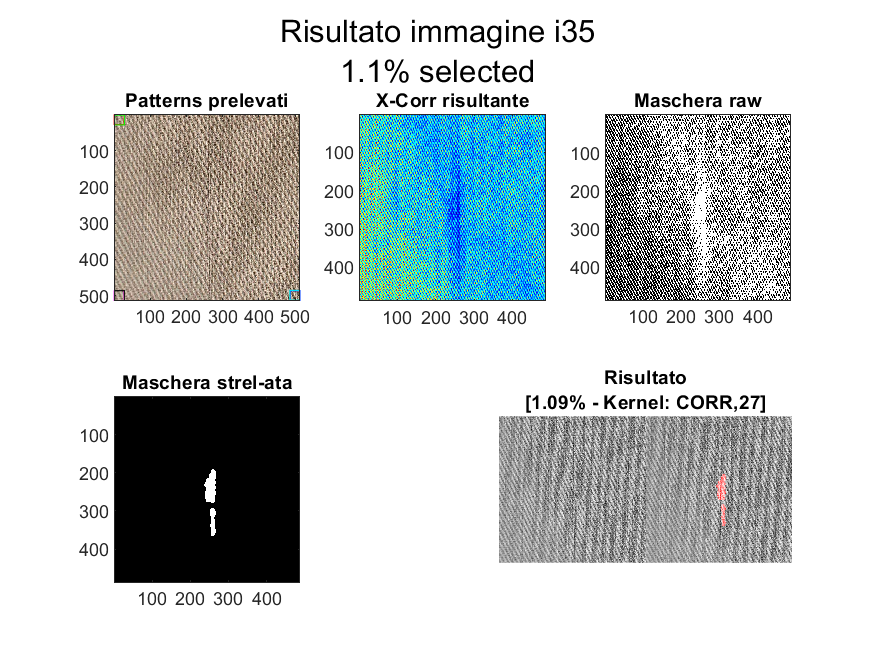 Risultato immagine i35
1.1% selected
Patterns prelevati
100
200
300
400
500
100 200 300 400 500
X-Corr risultante
100
200
300
400
100 200 300 400
Maschera raw
100
200
300
400
100 200 300 400
Maschera strel-ata
100
200
300
400
100 200 300 400
Risultato
[1.09% - Kernel: CORR,27]